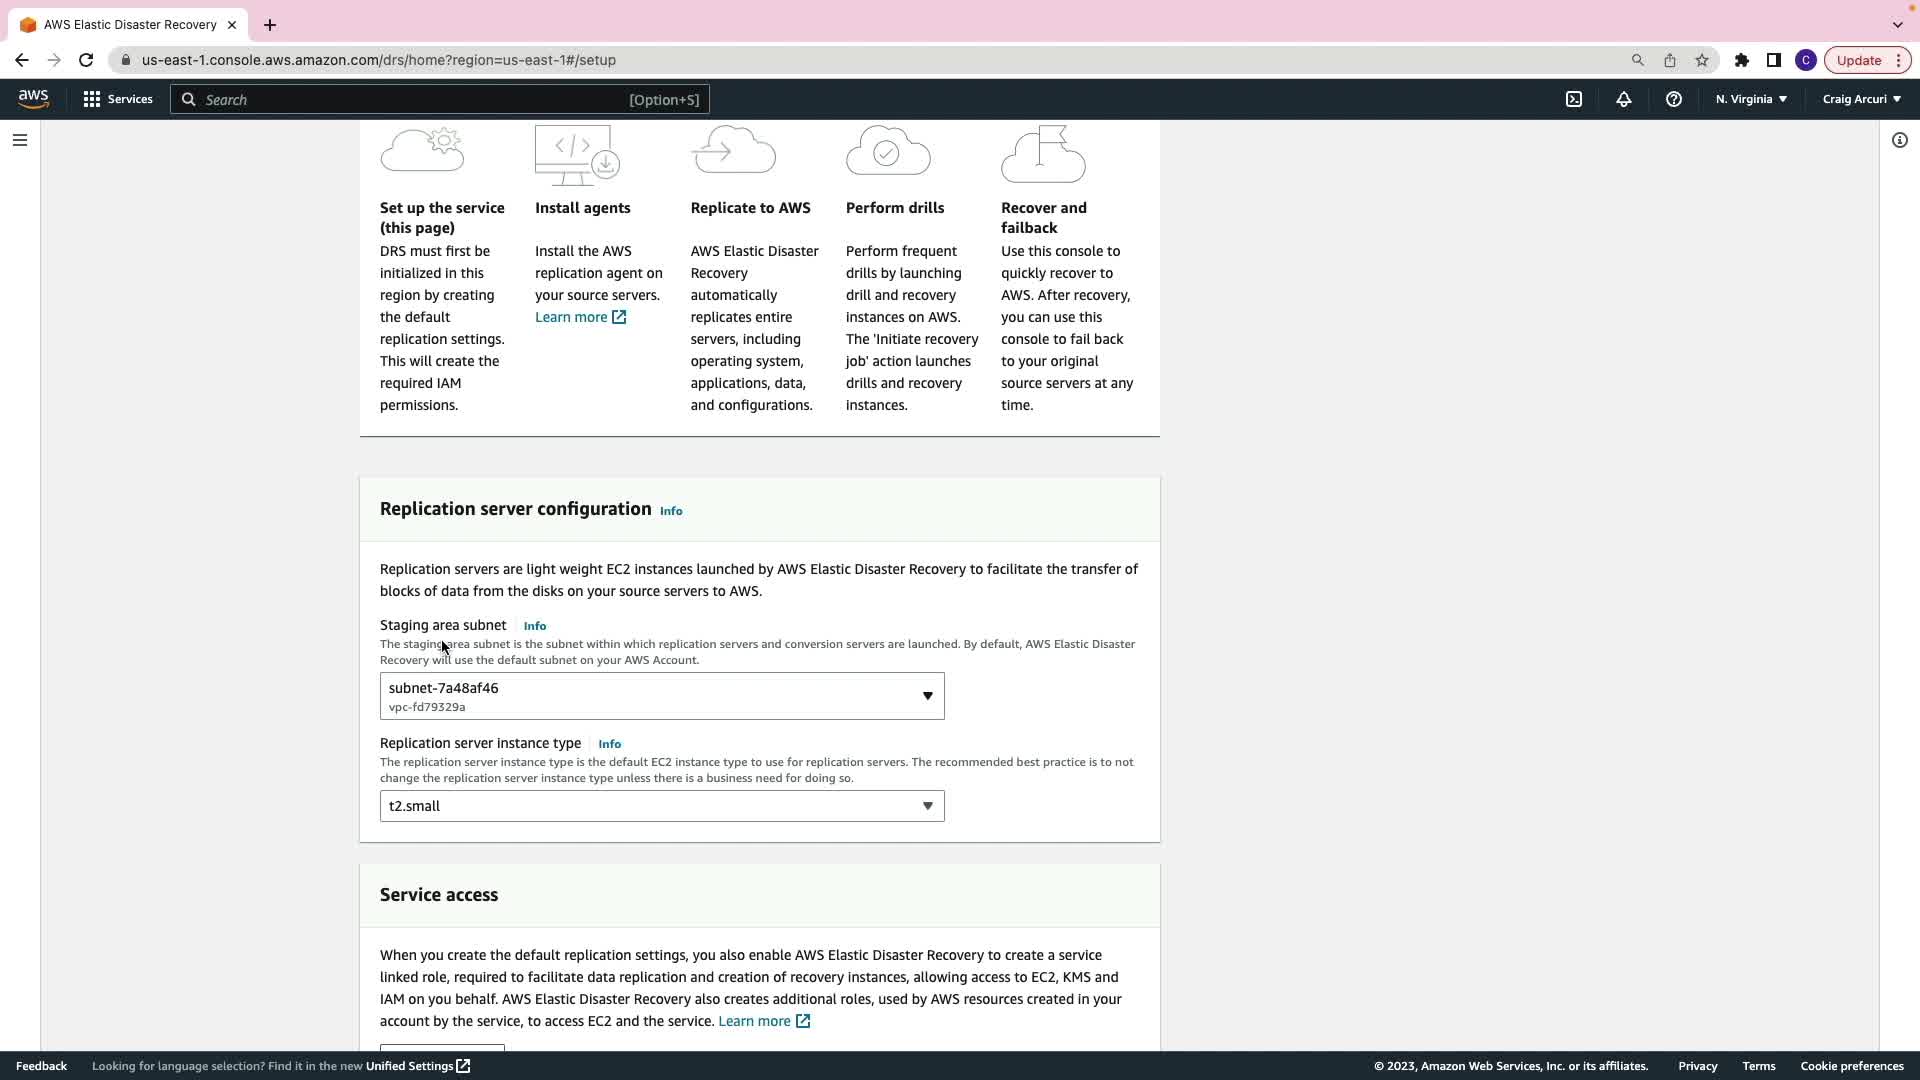 AWS Elastic Disaster Recovery
us-east-1.console.aws.amazon.com/drs/home?region=us-east-1#/setup
C
Update
aws
Services
Search
[Option+S]
N. Virginia
Craig Arcuri
Set up the service
(this page)
DRS must first be
initialized in this
region by creating
the default
replication settings.
This will create the
required IAM
permissions.
Install agents
Install the AWS
replication agent on
your source servers.
Learn more
Replicate to AWS
AWS Elastic Disaster
Recovery
automatically
replicates entire
servers, including
operating system,
applications, data,
and configurations.
Perform drills
Perform frequent
drills by launching
drill and recovery
instances on AWS.
The 'Initiate recovery
job' action launches
drills and recovery
instances.
Recover and
failback
Use this console to
quickly recover to
AWS. After recovery,
you can use this
console to fail back
to your original
source servers at any
time.
Replication server configuration Info
Replication servers are light weight EC2 instances launched by AWS Elastic Disaster Recovery to facilitate the transfer of
blocks of data from the disks on your source servers to AWS.
Staging area subnet Info
The staging area subnet is the subnet within which replication servers and conversion servers are launched. By default, AWS Elastic Disaster
Recovery will use the default subnet on your AWS Account.
subnet-7a48af46
vpc-fd79329a
Replication server instance type Info
The replication server instance type is the default EC2 instance type to use for replication servers. The recommended best practice is to not
change the replication server instance type unless there is a business need for doing so.
t2.small
Service access
When you create the default replication settings, you also enable AWS Elastic Disaster Recovery to create a service
linked role, required to facilitate data replication and creation of recovery instances, allowing access to EC2, KMS and
IAM on you behalf. AWS Elastic Disaster Recovery also creates additional roles, used by AWS resources created in your
account by the service, to access EC2 and the service. Learn more
Feedback
Looking for language selection? Find it in the new Unified Settings
© 2023, Amazon Web Services, Inc. or its affiliates.
Privacy
Terms
Cookie preferences